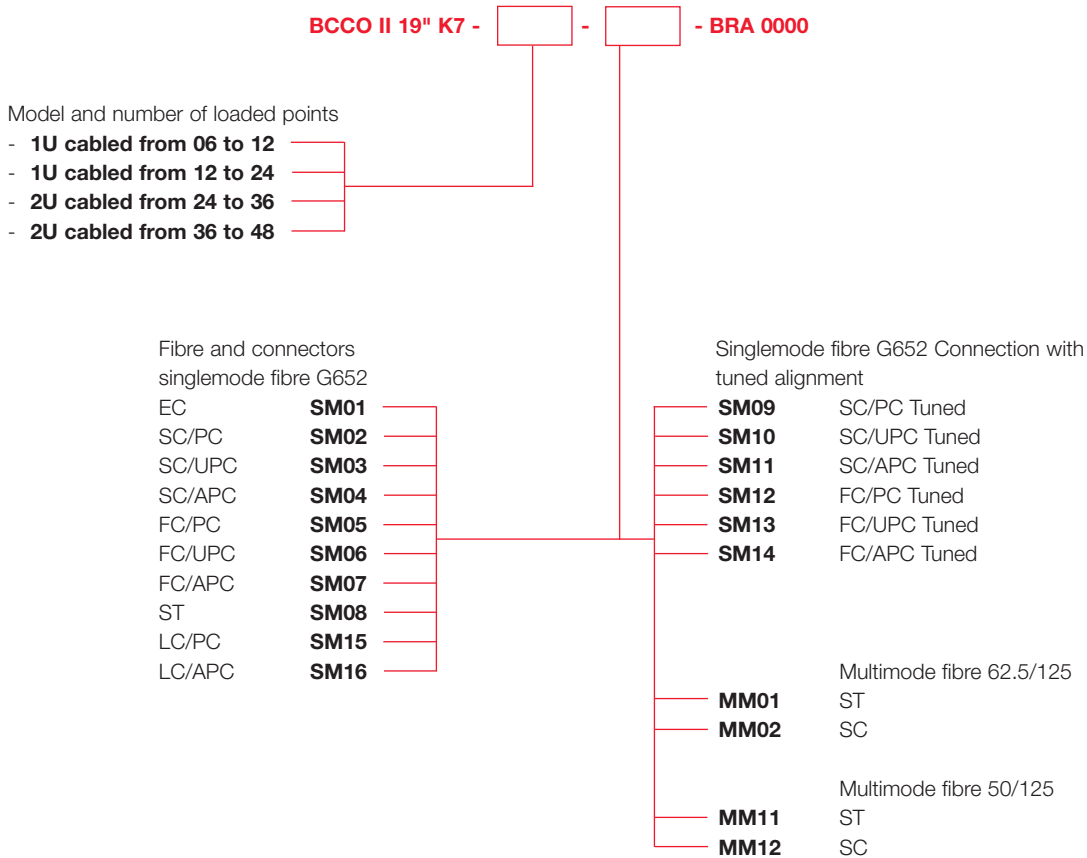 BCCO II 19" K7 - - - BRA 0000
Model and number of loaded points
- 1U cabled from 06 to 12
- 1U cabled from 12 to 24
- 2U cabled from 24 to 36
- 2U cabled from 36 to 48
Fibre and connectors
singlemode fibre G652
EC SM01
SC/PC SM02
SC/UPC SM03
SC/APC SM04
FC/PC SM05
FC/UPC SM06
FC/APC SM07
ST SM08
LC/PC SM15
LC/APC SM16
Singlemode fibre G652 Connection with
tuned alignment
SM09 SC/PC Tuned
SM10 SC/UPC Tuned
SM11 SC/APC Tuned
SM12 FC/PC Tuned
SM13 FC/UPC Tuned
SM14 FC/APC Tuned
Multimode fibre 62.5/125
MM01 ST
MM02 SC
Multimode fibre 50/125
MM11 ST
MM12 SC